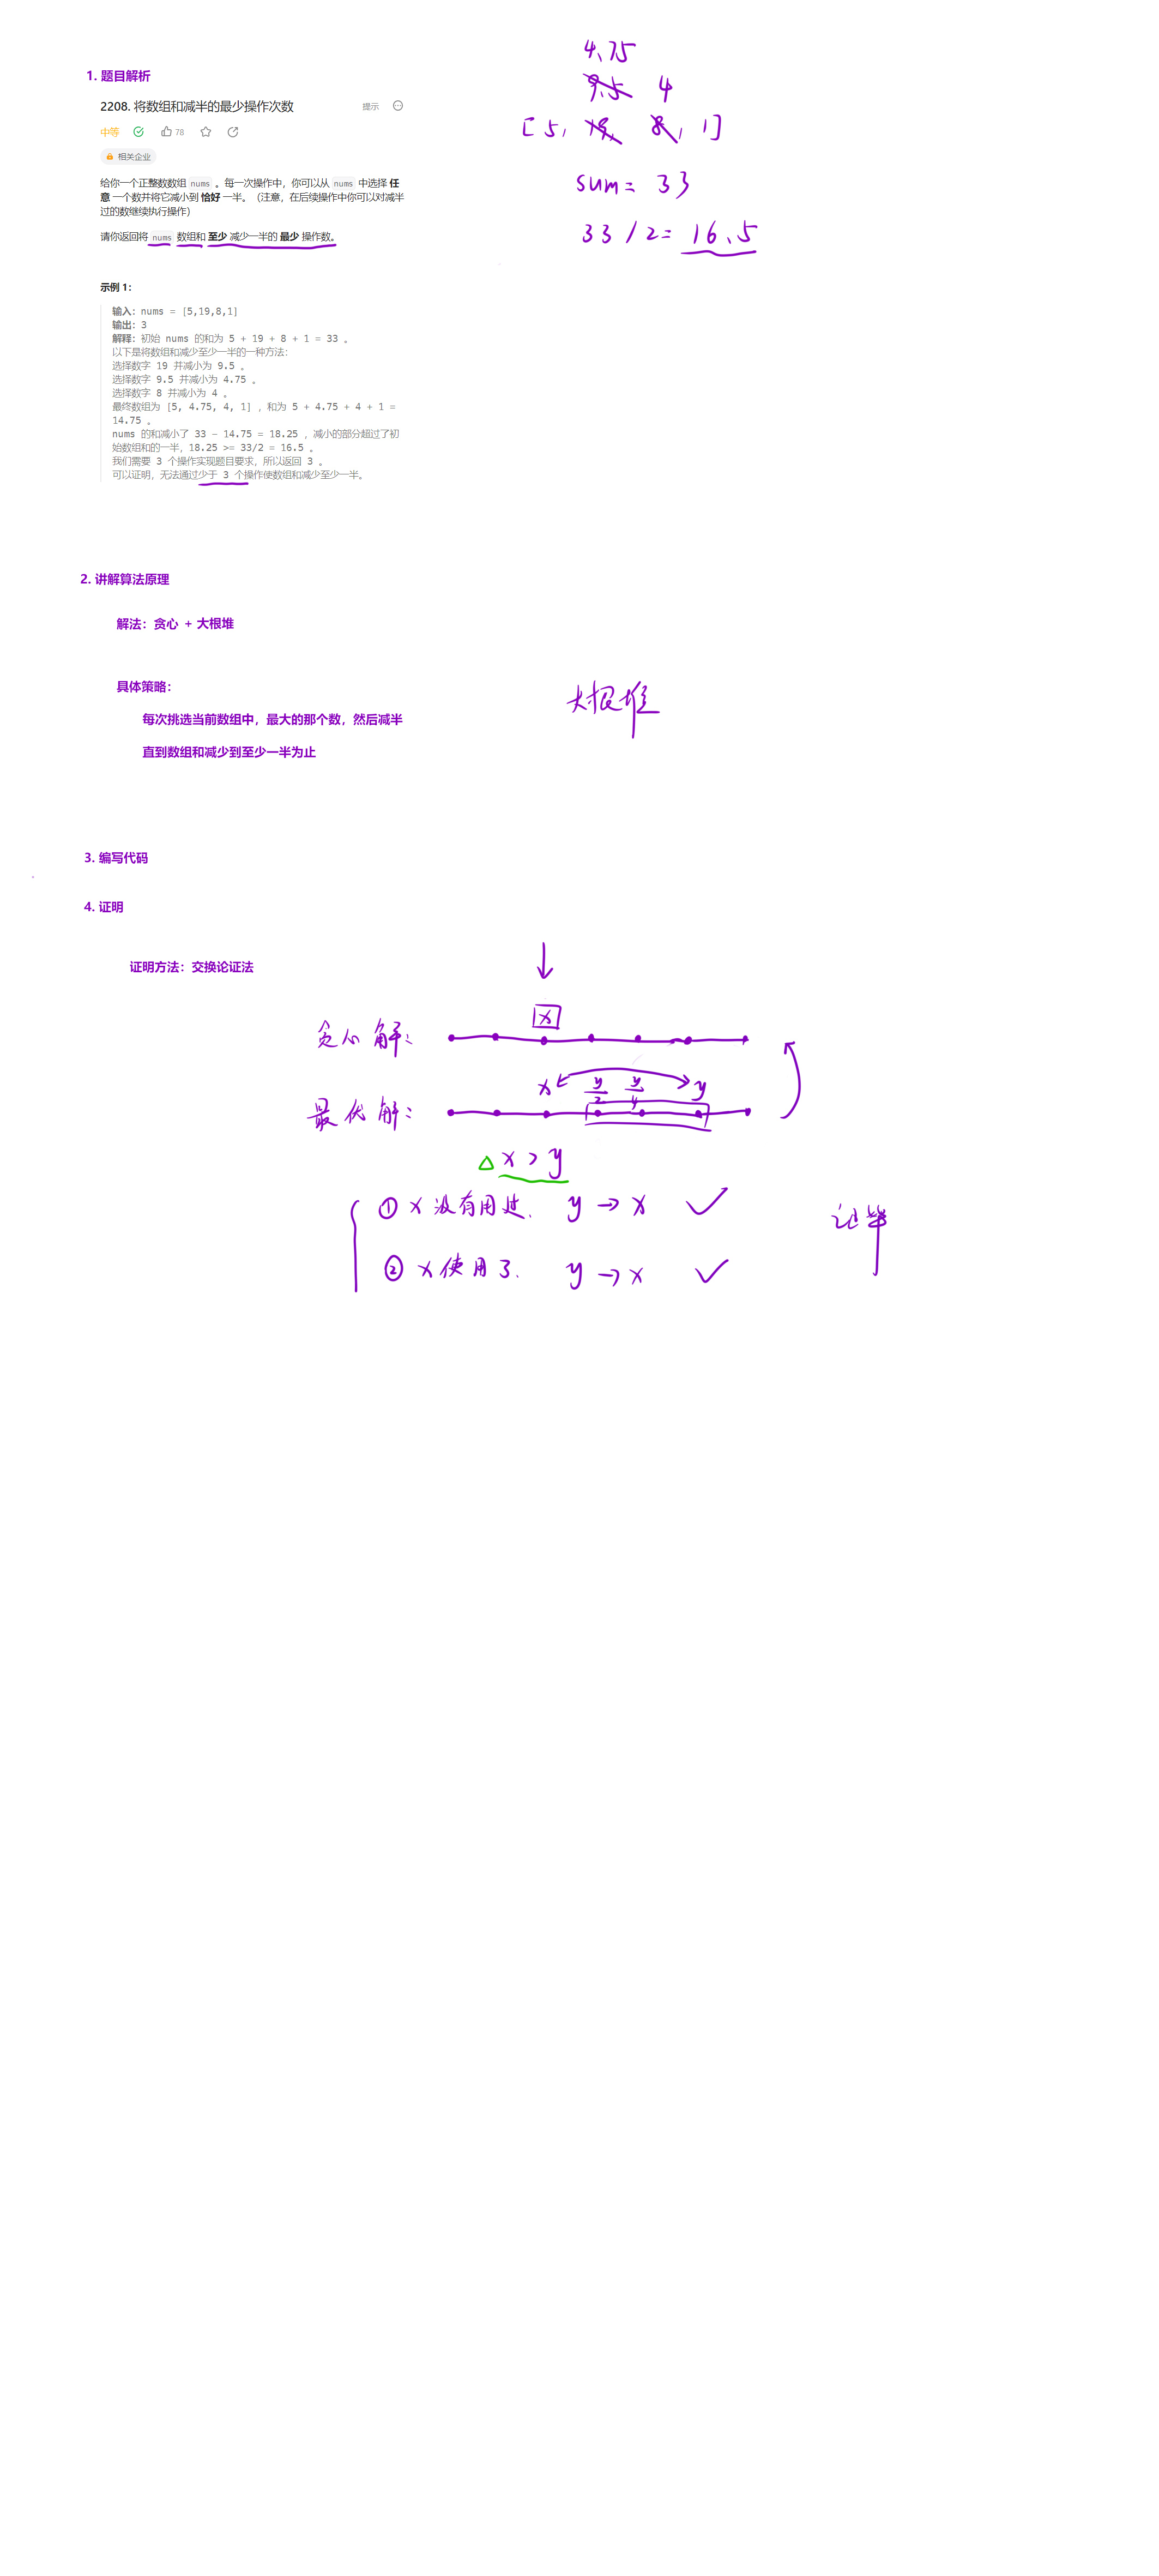 1. 题目解析
2208. 将数组和减半的最少操作次数 提示
中等 78
相关企业
给你一个正整数数组 nums 。每一次操作中，你可以从 nums 中选择 任
意 一个数并将它减小到 恰好 一半。（注意，在后续操作中你可以对减半
过的数继续执行操作）
请你返回将 nums 数组和 至少 减少一半的 最少 操作数。
示例 1：
输入：nums = [5,19,8,1]
输出：3
解释：初始 nums 的和为 5 + 19 + 8 + 1 = 33 。
以下是将数组和减少至少一半的一种方法：
选择数字 19 并减小为 9.5 。
选择数字 9.5 并减小为 4.75 。
选择数字 8 并减小为 4 。
最终数组为 [5, 4.75, 4, 1] ，和为 5 + 4.75 + 4 + 1 =
14.75 。
nums 的和减小了 33 - 14.75 = 18.25 ，减小的部分超过了初
始数组和的一半，18.25 >= 33/2 = 16.5 。
我们需要 3 个操作实现题目要求，所以返回 3 。
可以证明，无法通过少于 3 个操作使数组和减少至少一半。
4.75
9.5 4
[5, 19, 8, 1]
sum = 33
33 / 2 = 16.5
2. 讲解算法原理
解法：贪心 + 大根堆
具体策略：
每次挑选当前数组中，最大的那个数，然后减半
直到数组和减少到至少一半为止
大根堆
3. 编写代码
4. 证明
证明方法：交换论证法
x
贪心解：
x y/2 y/4 y
最优解：
x > y
① x 没有用过. y → x ✓
② x 使用了. y → x ✓
证毕